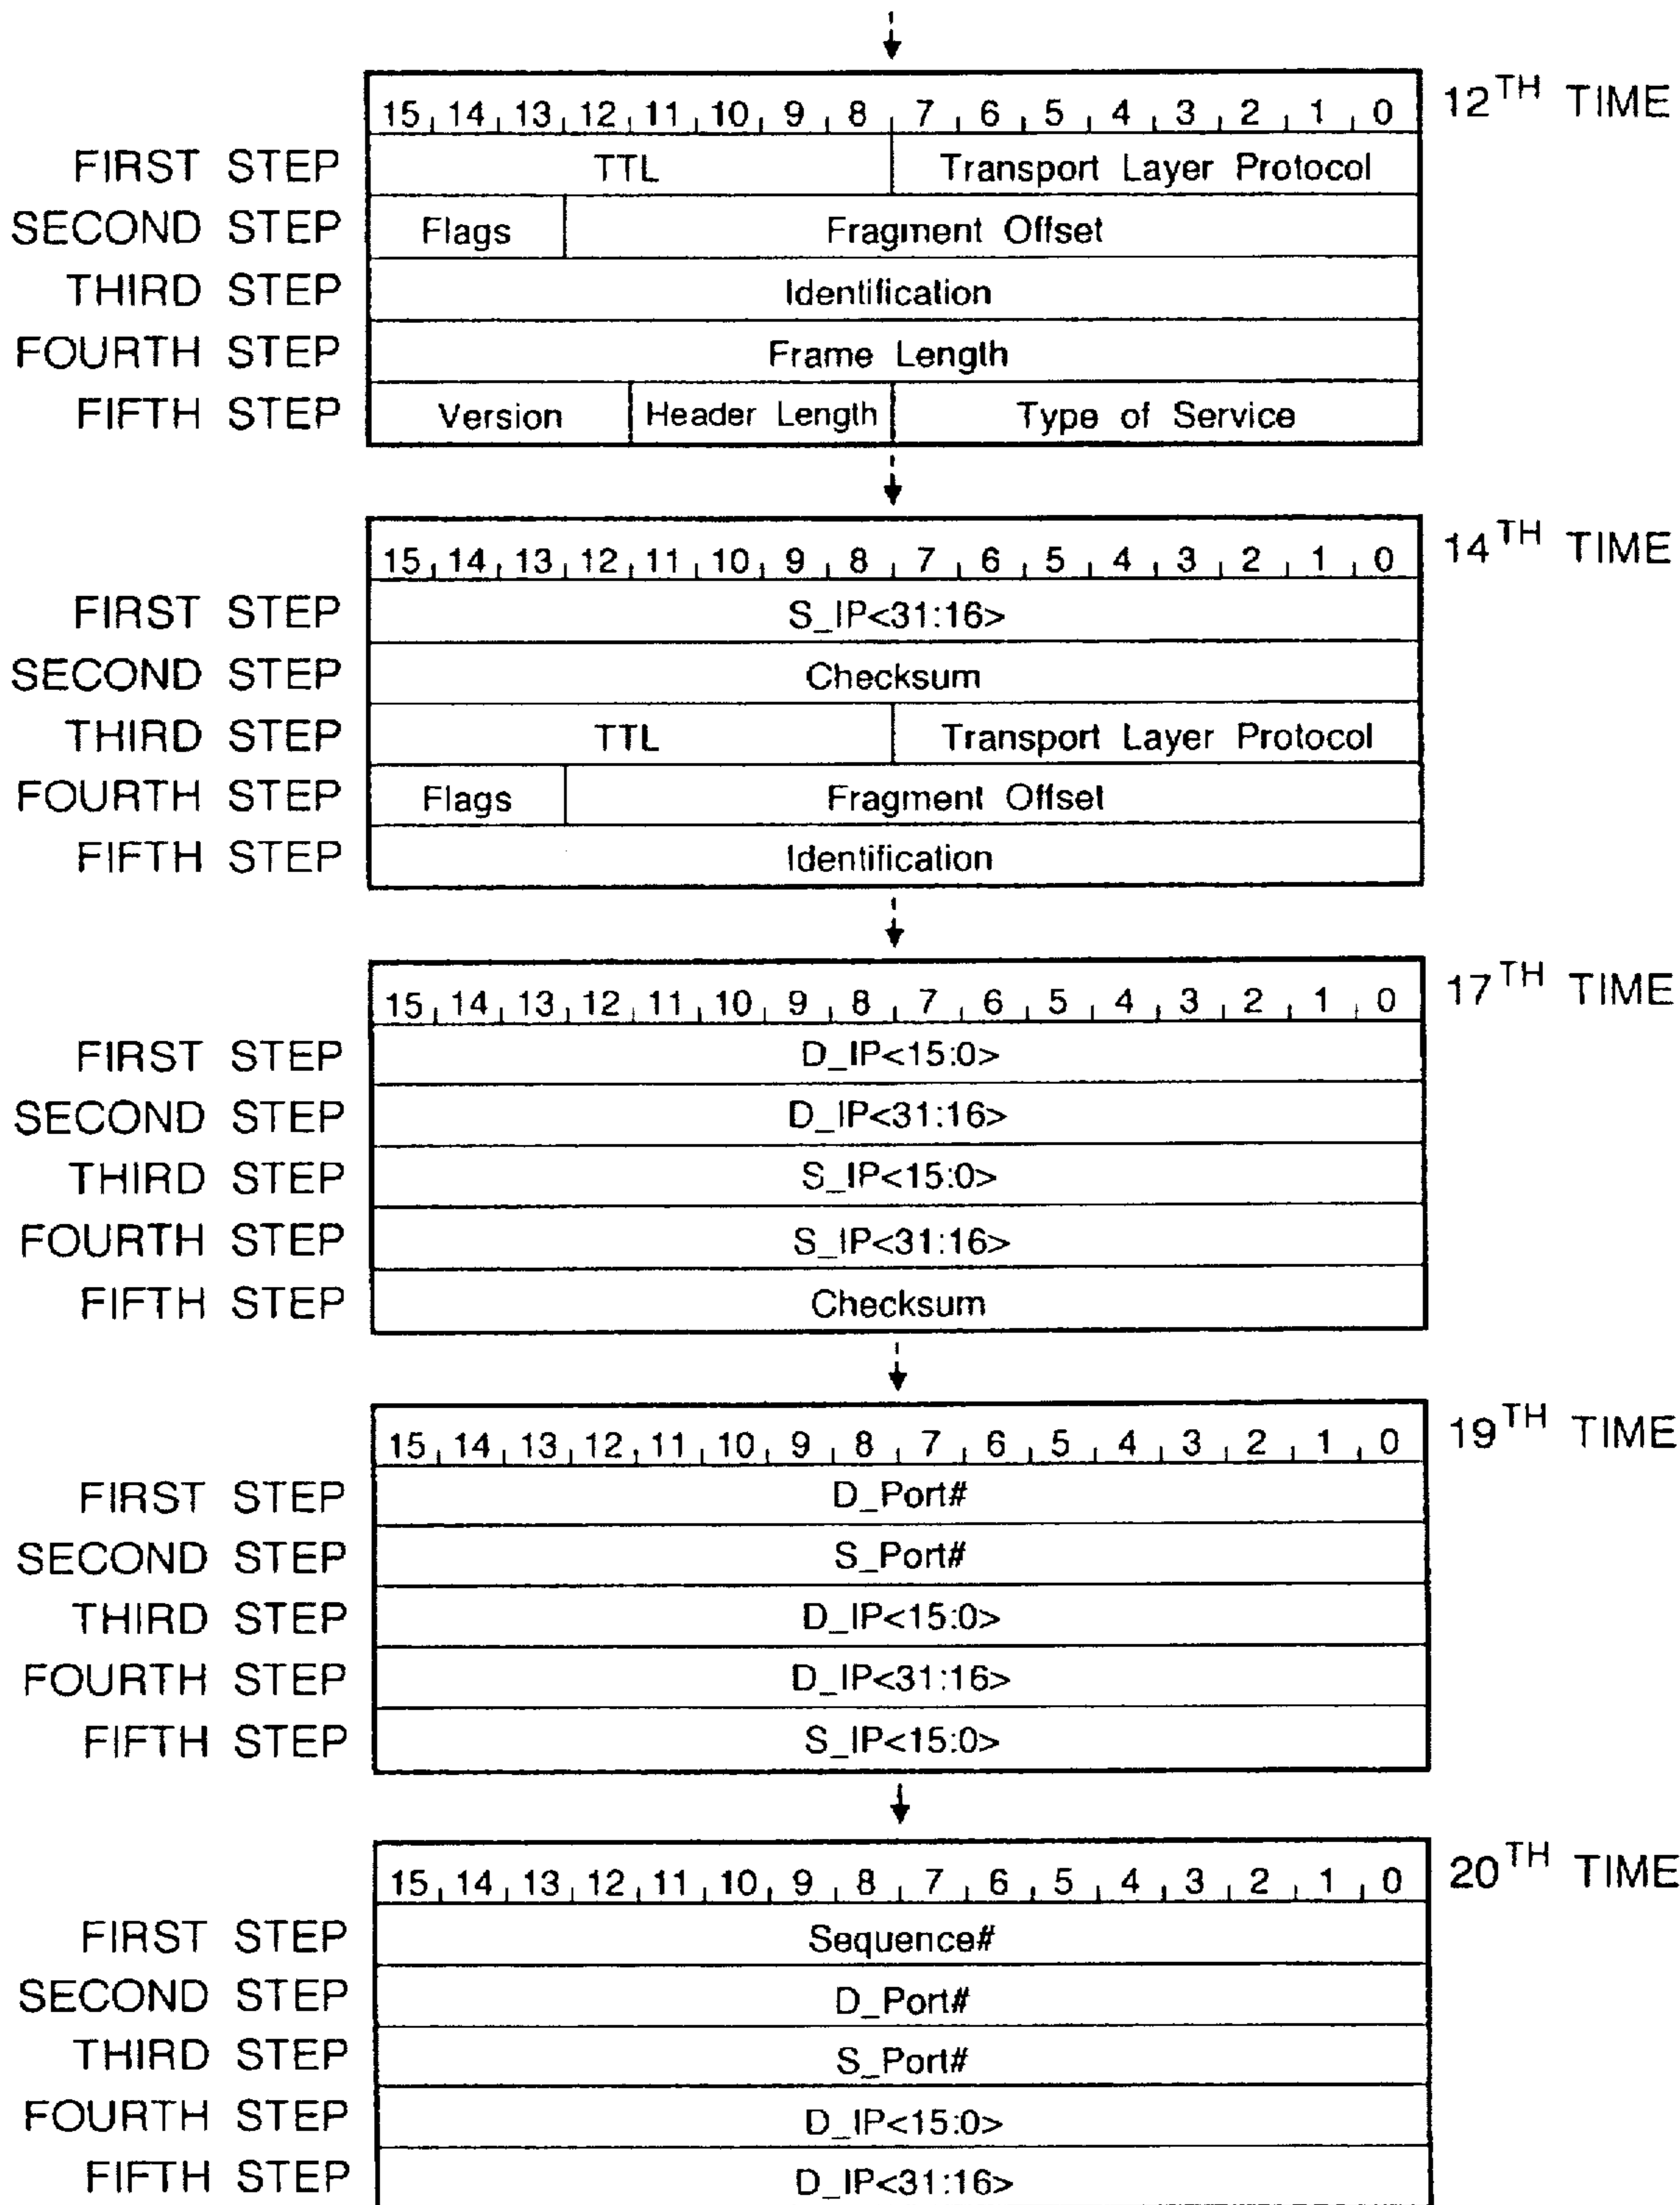 12TH TIME
15 14 13 12 11 10 9 8 7 6 5 4 3 2 1 0
FIRST STEP TTL Transport Layer Protocol
SECOND STEP Flags Fragment Offset
THIRD STEP Identification
FOURTH STEP Frame Length
FIFTH STEP Version Header Length Type of Service
14TH TIME
15 14 13 12 11 10 9 8 7 6 5 4 3 2 1 0
FIRST STEP S_IP<31:16>
SECOND STEP Checksum
THIRD STEP TTL Transport Layer Protocol
FOURTH STEP Flags Fragment Offset
FIFTH STEP Identification
17TH TIME
15 14 13 12 11 10 9 8 7 6 5 4 3 2 1 0
FIRST STEP D_IP<15:0>
SECOND STEP D_IP<31:16>
THIRD STEP S_IP<15:0>
FOURTH STEP S_IP<31:16>
FIFTH STEP Checksum
19TH TIME
15 14 13 12 11 10 9 8 7 6 5 4 3 2 1 0
FIRST STEP D_Port#
SECOND STEP S_Port#
THIRD STEP D_IP<15:0>
FOURTH STEP D_IP<31:16>
FIFTH STEP S_IP<15:0>
20TH TIME
15 14 13 12 11 10 9 8 7 6 5 4 3 2 1 0
FIRST STEP Sequence#
SECOND STEP D_Port#
THIRD STEP S_Port#
FOURTH STEP D_IP<15:0>
FIFTH STEP D_IP<31:16>